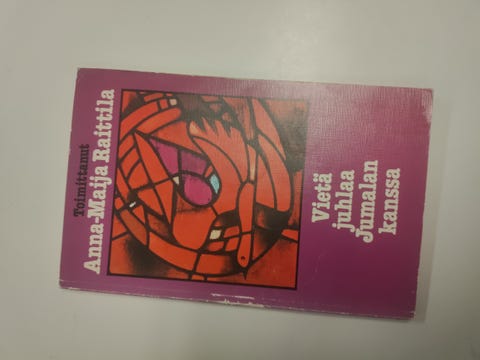 Toimittanut
Anna-Maija Raittila
Vietä
juhlaa
Jumalan
kanssa